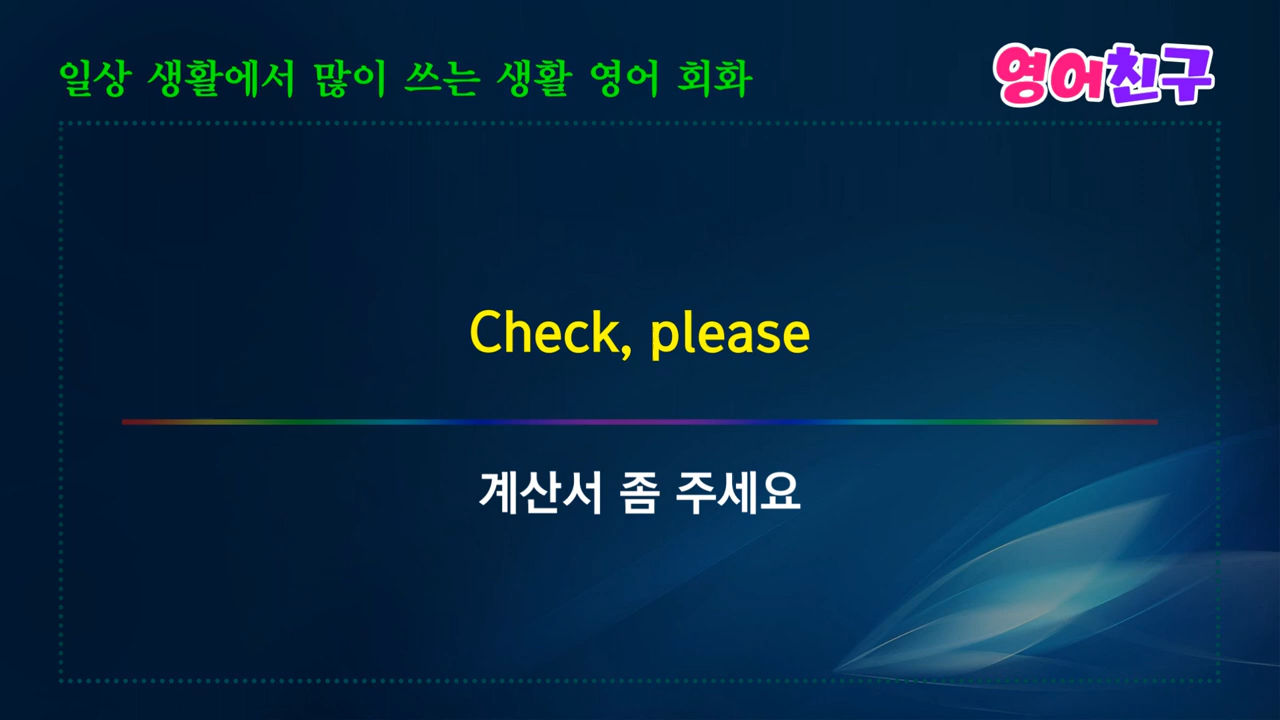 일상 생활에서 많이 쓰는 생활 영어 회화
영어친구
Check, please
계산서 좀 주세요